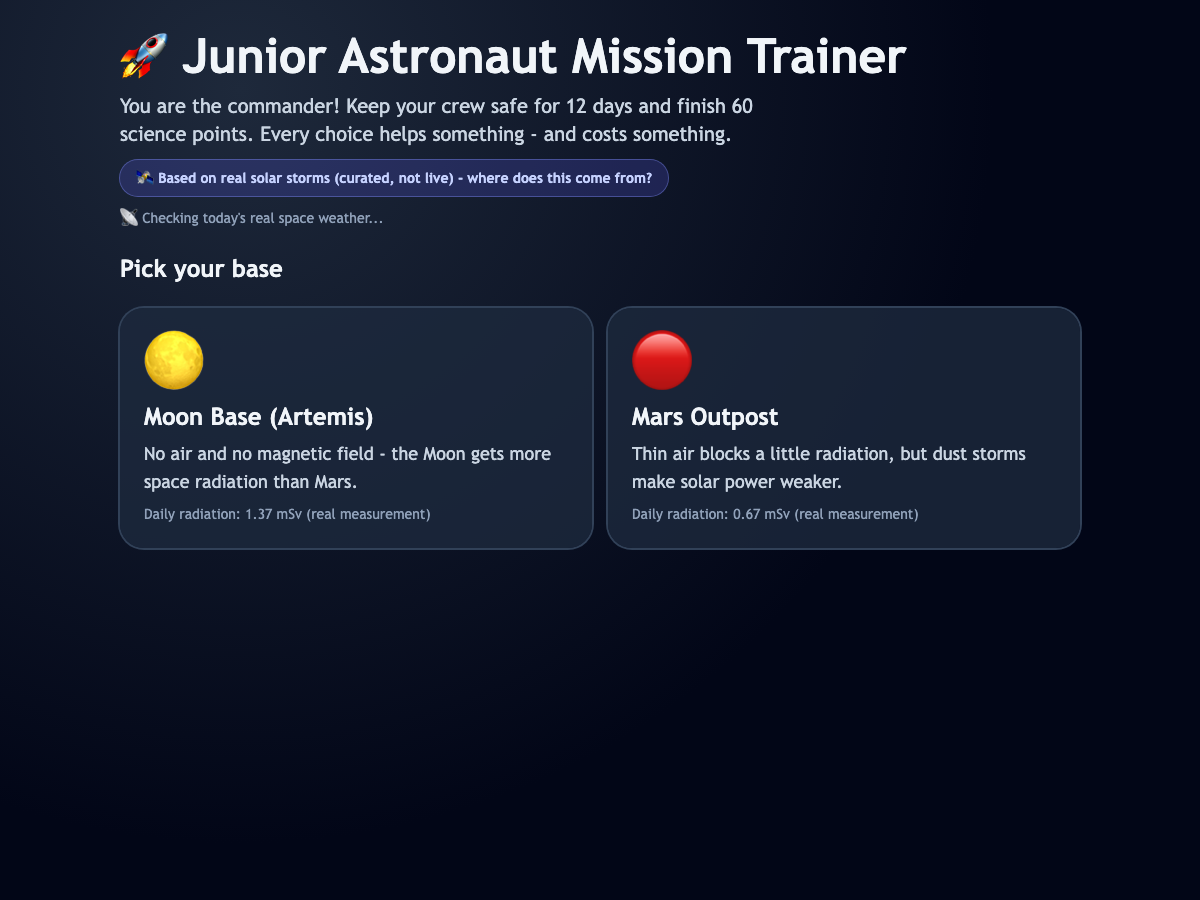 🚀 Junior Astronaut Mission Trainer
You are the commander! Keep your crew safe for 12 days and finish 60
science points. Every choice helps something - and costs something.
🛰️ Based on real solar storms (curated, not live) - where does this come from?
📡 Checking today's real space weather...
Pick your base
Moon Base (Artemis)
No air and no magnetic field - the Moon gets more
space radiation than Mars.
Daily radiation: 1.37 mSv (real measurement)
Mars Outpost
Thin air blocks a little radiation, but dust storms
make solar power weaker.
Daily radiation: 0.67 mSv (real measurement)